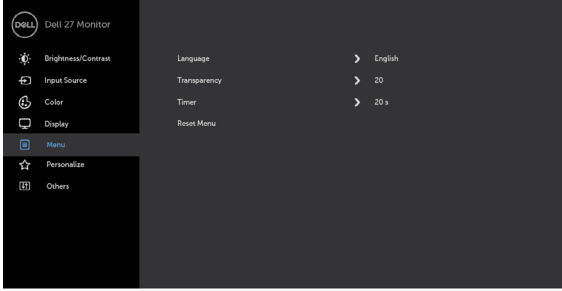 DELL Dell 27 Monitor
Brightness/Contrast
Input Source
Color
Display
Menu
Personalize
Others
Language English
Transparency 20
Timer 20 s
Reset Menu